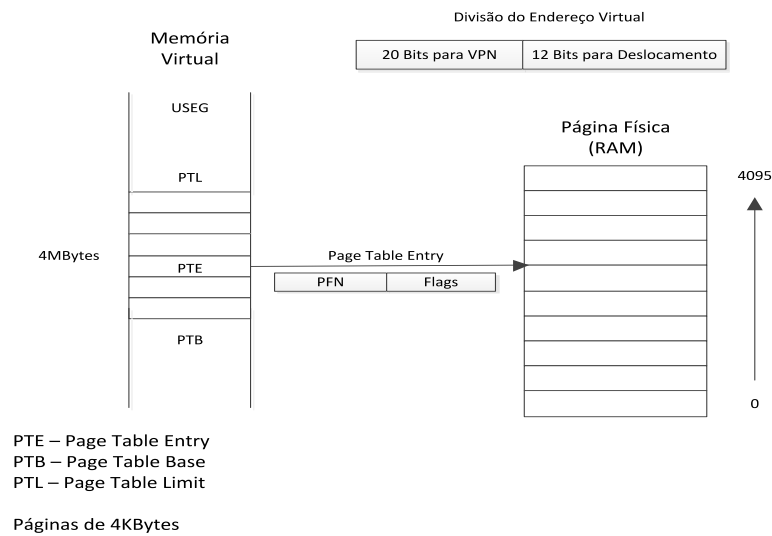 Divisão do Endereço Virtual
20 Bits para VPN
12 Bits para Deslocamento
Memória
Virtual
USEG
PTL
4MBytes
PTE
PTB
Page Table Entry
PFN
Flags
Página Física
(RAM)
4095
0
PTE – Page Table Entry
PTB – Page Table Base
PTL – Page Table Limit
Páginas de 4KBytes